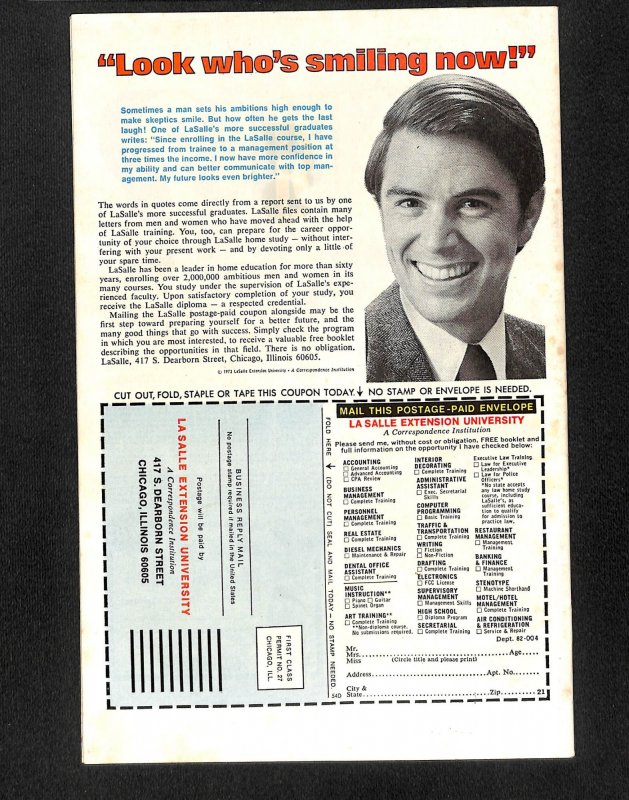 “Look who’s smiling now!”
Sometimes a man sets his ambitions high enough to
make skeptics smile. But how often he gets the last
laugh! One of LaSalle's more successful graduates
writes: "Since enrolling in the LaSalle course, I have
progressed from trainee to a management position at
three times the income. I now have more confidence in
my ability and can better communicate with top man-
agement. My future looks even brighter."
The words in quotes come directly from a report sent to us by one
of LaSalle's more successful graduates. LaSalle files contain many
letters from men and women who have moved ahead with the help
of LaSalle training. You, too, can prepare for the career oppor-
tunity of your choice through LaSalle home study — without inter-
fering with your present work — and by devoting only a little of
your spare time.
LaSalle has been a leader in home education for more than sixty
years, enrolling over 2,000,000 ambitious men and women in its
many courses. You study under the supervision of LaSalle's expe-
rienced faculty. Upon satisfactory completion of your study, you
receive the LaSalle diploma — a respected credential.
Mailing the LaSalle postage-paid coupon alongside may be the
first step toward preparing yourself for a better future, and the
many good things that go with success. Simply check the program
in which you are most interested, to receive a valuable free booklet
describing the opportunities in that field. There is no obligation.
LaSalle, 417 S. Dearborn Street, Chicago, Illinois 60605.
© 1973 LaSalle Extension University • A Correspondence Institution
CUT OUT, FOLD, STAPLE OR TAPE THIS COUPON TODAY. NO STAMP OR ENVELOPE IS NEEDED.
BUSINESS REPLY MAIL
No postage stamp required if mailed in the United States
Postage will be paid by
LA SALLE EXTENSION UNIVERSITY
A Correspondence Institution
417 S. DEARBORN STREET
CHICAGO, ILLINOIS 60605
FIRST CLASS
PERMIT NO. 27
CHICAGO, ILL.
FOLD HERE (DO NOT CUT) SEAL AND MAIL TODAY – NO STAMP NEEDED.
54D
MAIL THIS POSTAGE-PAID ENVELOPE
LA SALLE EXTENSION UNIVERSITY
A Correspondence Institution
Please send me, without cost or obligation, FREE booklet and
full information on the opportunity I have checked below:
ACCOUNTING
General Accounting
Advanced Accounting
CPA Review
BUSINESS
MANAGEMENT
Complete Training
PERSONNEL
MANAGEMENT
Complete Training
REAL ESTATE
Complete Training
DIESEL MECHANICS
Maintenance & Repair
DENTAL OFFICE
ASSISTANT
Complete Training
MUSIC
INSTRUCTION**
Piano Guitar
Spinet Organ
ART TRAINING**
Complete Training
**Non-diploma course.
No submissions required.
INTERIOR
DECORATING
Complete Training
ADMINISTRATIVE
ASSISTANT
Exec. Secretarial
Skills
COMPUTER
PROGRAMMING
Basic Training
TRAFFIC &
TRANSPORTATION
Complete Training
WRITING
Fiction
Non-Fiction
DRAFTING
Complete Training
ELECTRONICS
FCC License
SUPERVISORY
MANAGEMENT
Management Skills
HIGH SCHOOL
Diploma Program
SECRETARIAL
Complete Training
Executive Law Training
Law for Executive
Leadership*
Law for Police
Officers*
*No state accepts
any law home study
course, including
LaSalle's, as
sufficient educa-
tion to qualify
for admission to
practice law.
RESTAURANT
MANAGEMENT
Management
Training
BANKING
& FINANCE
Management
Training
STENOTYPE
Machine Shorthand
MOTEL/HOTEL
MANAGEMENT
Complete Training
AIR CONDITIONING
& REFRIGERATION
Service & Repair
Dept. 82-004
Mr.
Mrs. Age
Miss (Circle title and please print)
Address Apt. No.
City &
State Zip 21